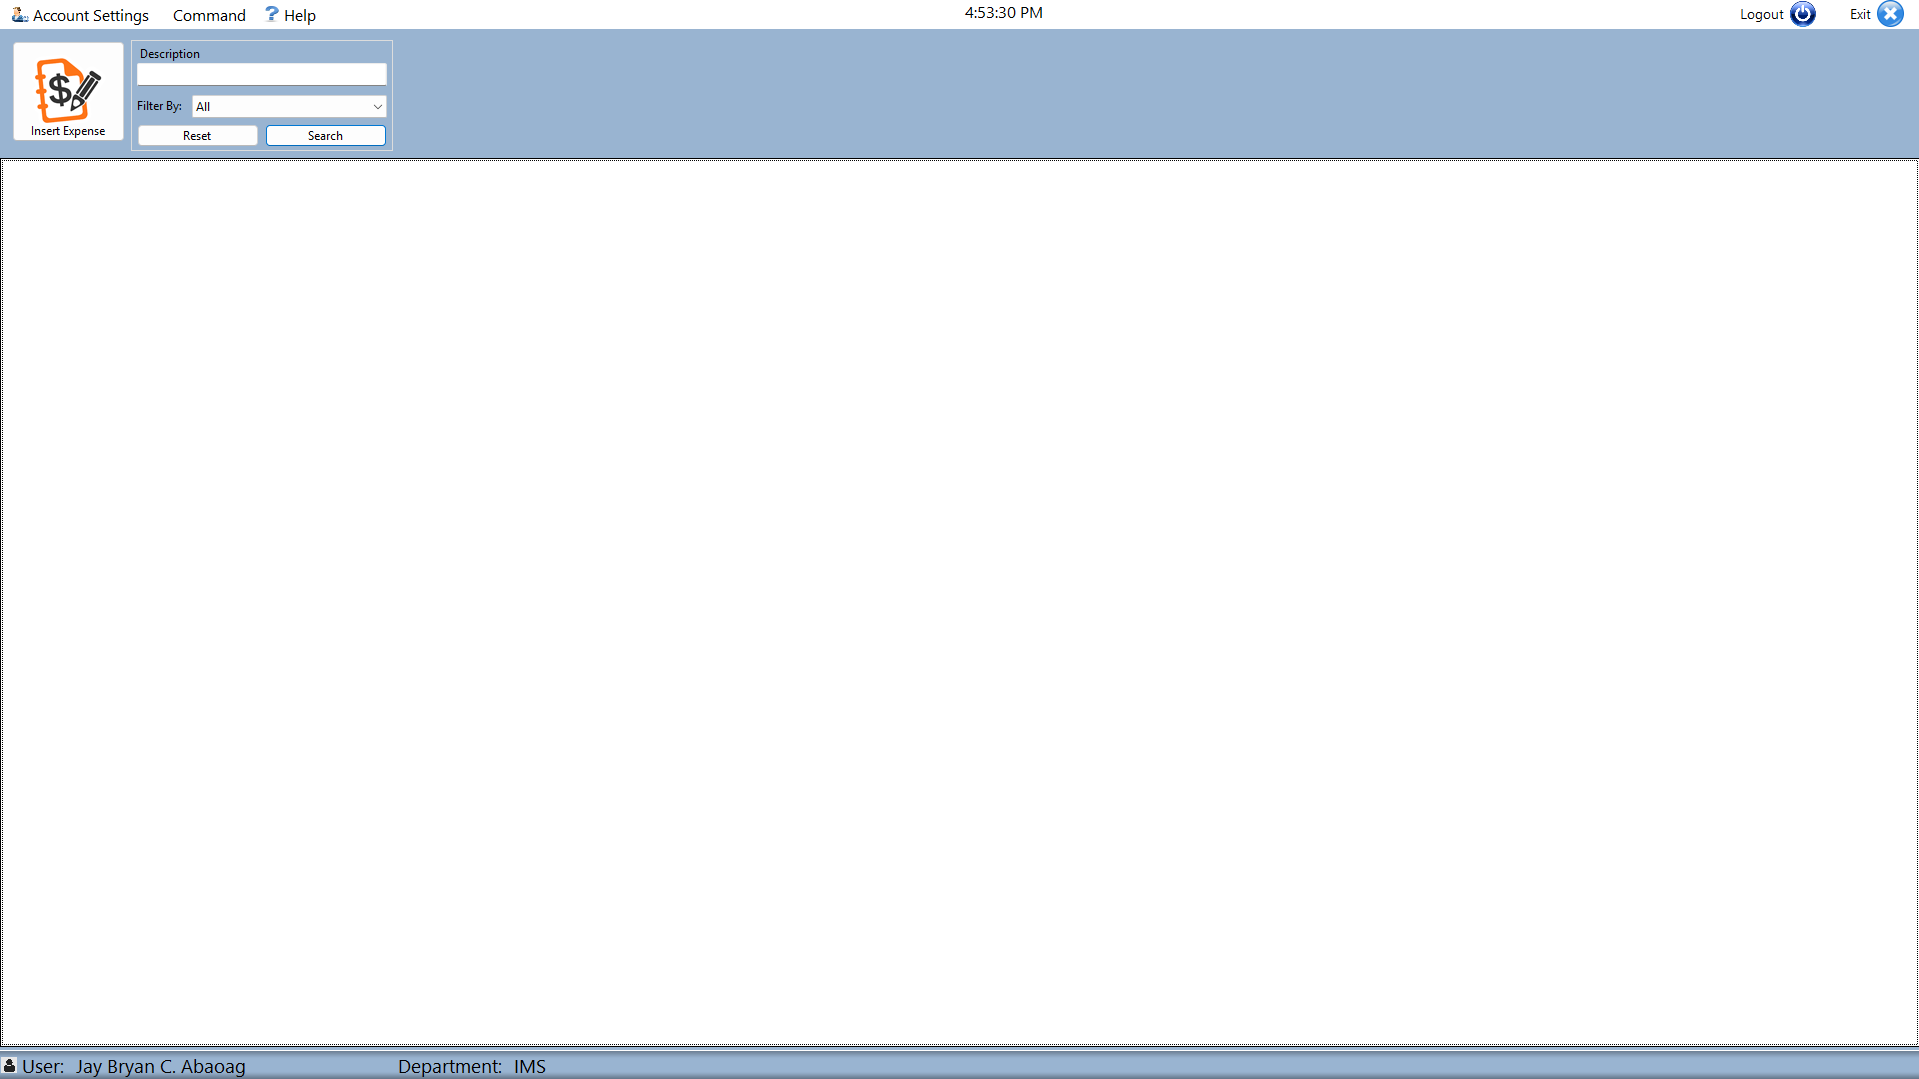 Account Settings Command ? Help 4:53:30 PM Logout Exit
Description
Filter By: All
Reset Search
$
Insert Expense
User: Jay Bryan C. Abaoag Department: IMS